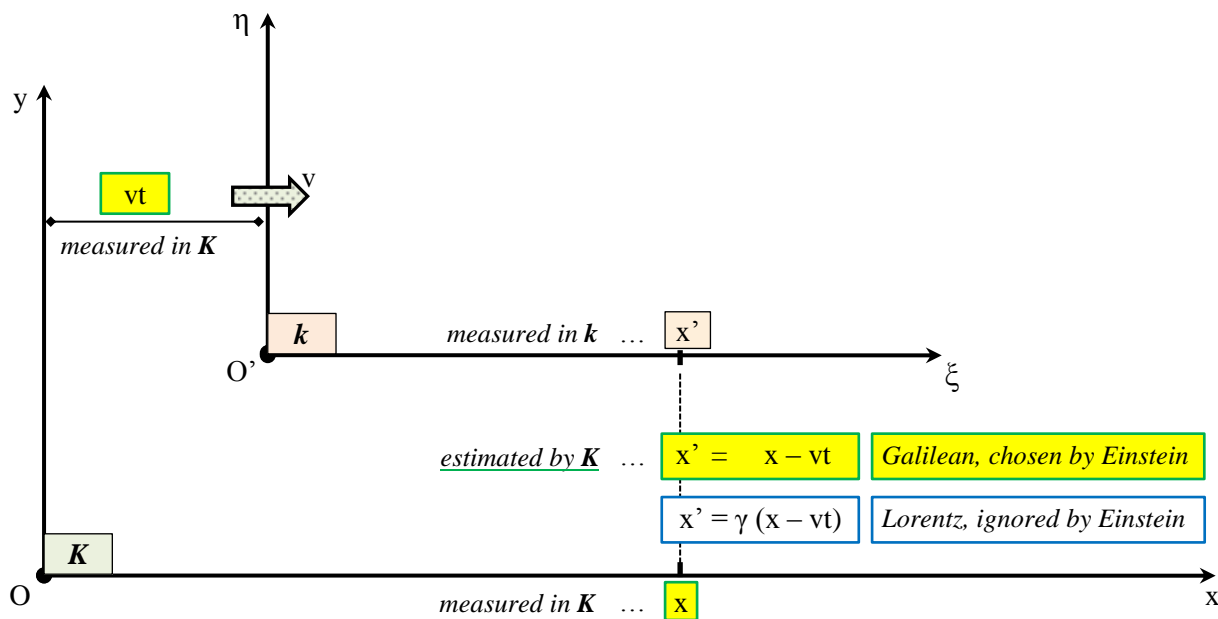 η
y
vt
v
measured in K
k
measured in k … x’
O’
ξ
estimated by K … x’ = x – vt Galilean, chosen by Einstein
x’ = γ (x – vt) Lorentz, ignored by Einstein
K
O
x
measured in K … x